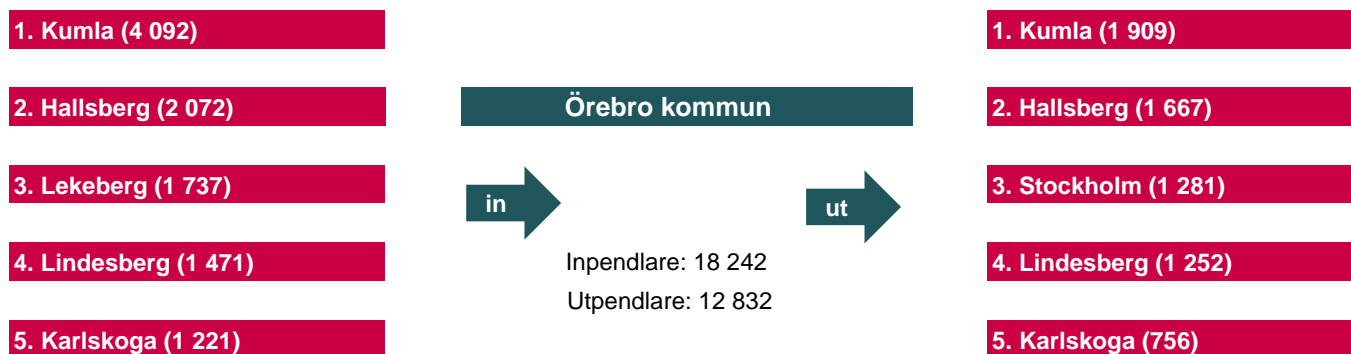 1. Kumla (4 092)
2. Hallsberg (2 072)
3. Lekeberg (1 737)
4. Lindesberg (1 471)
5. Karlskoga (1 221)
Örebro kommun
in
ut
Inpendlare: 18 242
Utpendlare: 12 832
1. Kumla (1 909)
2. Hallsberg (1 667)
3. Stockholm (1 281)
4. Lindesberg (1 252)
5. Karlskoga (756)